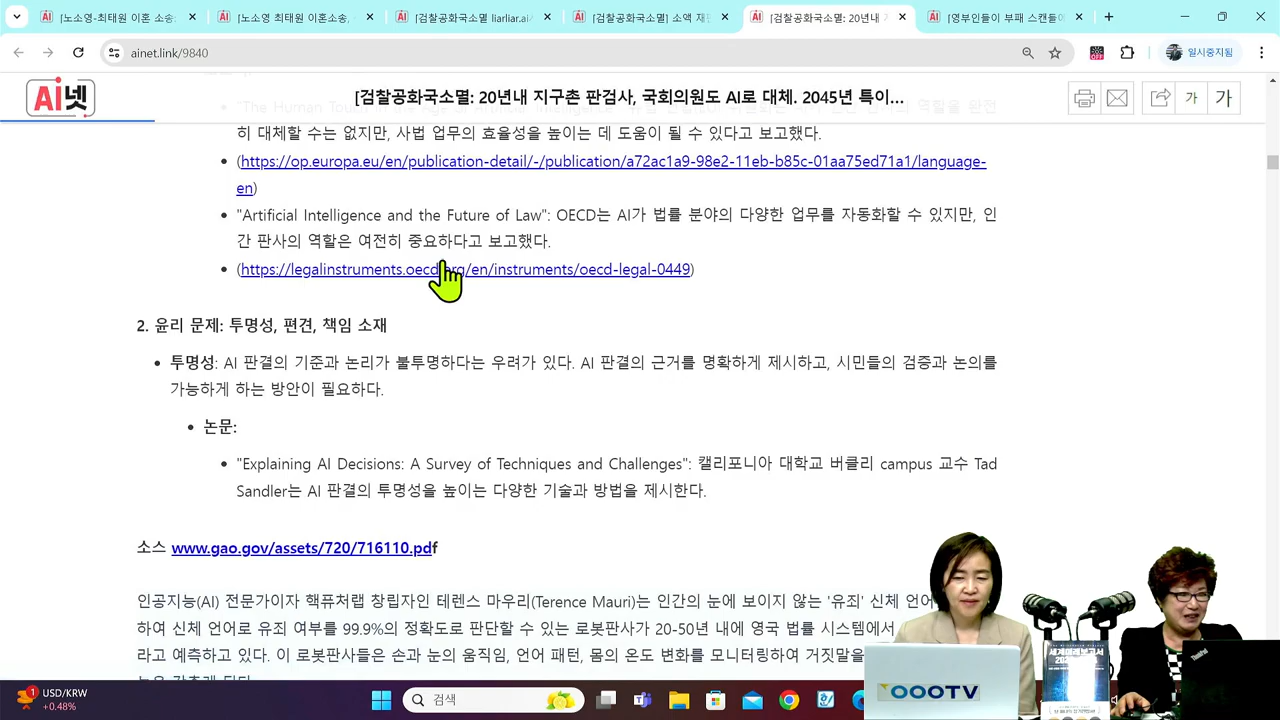 [노소영 최태원 이혼 소송
[노소영 최태원 이혼소송,
[검찰공화국소멸 liarliar.ai/
[검찰공화국소멸] 소액 재판
[검찰공화국소멸: 20년내 지
[영부인들이 부패 스캔들에
ainet.link/9840
OFF
일시중지됨
Ai넷
[검찰공화국소멸: 20년내 지구촌 판검사, 국회의원도 AI로 대체. 2045년 특이...
가 가
역할을 완전
히 대체할 수는 없지만, 사법 업무의 효율성을 높이는 데 도움이 될 수 있다고 보고했다.
(https://op.europa.eu/en/publication-detail/-/publication/a72ac1a9-98e2-11eb-b85c-01aa75ed71a1/language-
en)
"Artificial Intelligence and the Future of Law": OECD는 AI가 법률 분야의 다양한 업무를 자동화할 수 있지만, 인
간 판사의 역할은 여전히 중요하다고 보고했다.
(https://legalinstruments.oecd.org/en/instruments/oecd-legal-0449)
2. 윤리 문제: 투명성, 편견, 책임 소재
투명성: AI 판결의 기준과 논리가 불투명하다는 우려가 있다. AI 판결의 근거를 명확하게 제시하고, 시민들의 검증과 논의를
가능하게 하는 방안이 필요하다.
논문:
"Explaining AI Decisions: A Survey of Techniques and Challenges": 캘리포니아 대학교 버클리 campus 교수 Tad
Sandler는 AI 판결의 투명성을 높이는 다양한 기술과 방법을 제시한다.
소스 www.gao.gov/assets/720/716110.pdf
인공지능(AI) 전문가이자 핵퓨처랩 창립자인 테렌스 마우리(Terence Mauri)는 인간의 눈에 보이지 않는 '유죄' 신체 언어
하여 신체 언어로 유죄 여부를 99.9%의 정확도로 판단할 수 있는 로봇판사가 20-50년 내에 영국 법률 시스템에서
라고 예측하고 있다. 이 로봇판사 과 눈의 움직임, 언어 패턴, 몸의 온도 변화를 모니터링하여 거짓말을
세계미래보고서
ThinkPad
OOOTV
1
USD/KRW
+0.48%
검색